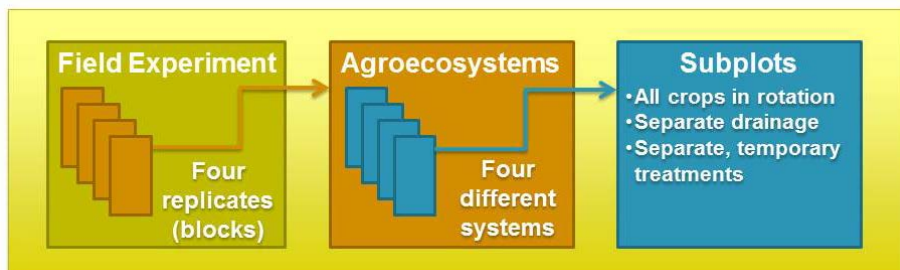 Field Experiment
Four
replicates
(blocks)
Agroecosystems
Four
different
systems
Subplots
•All crops in rotation
•Separate drainage
•Separate, temporary
treatments